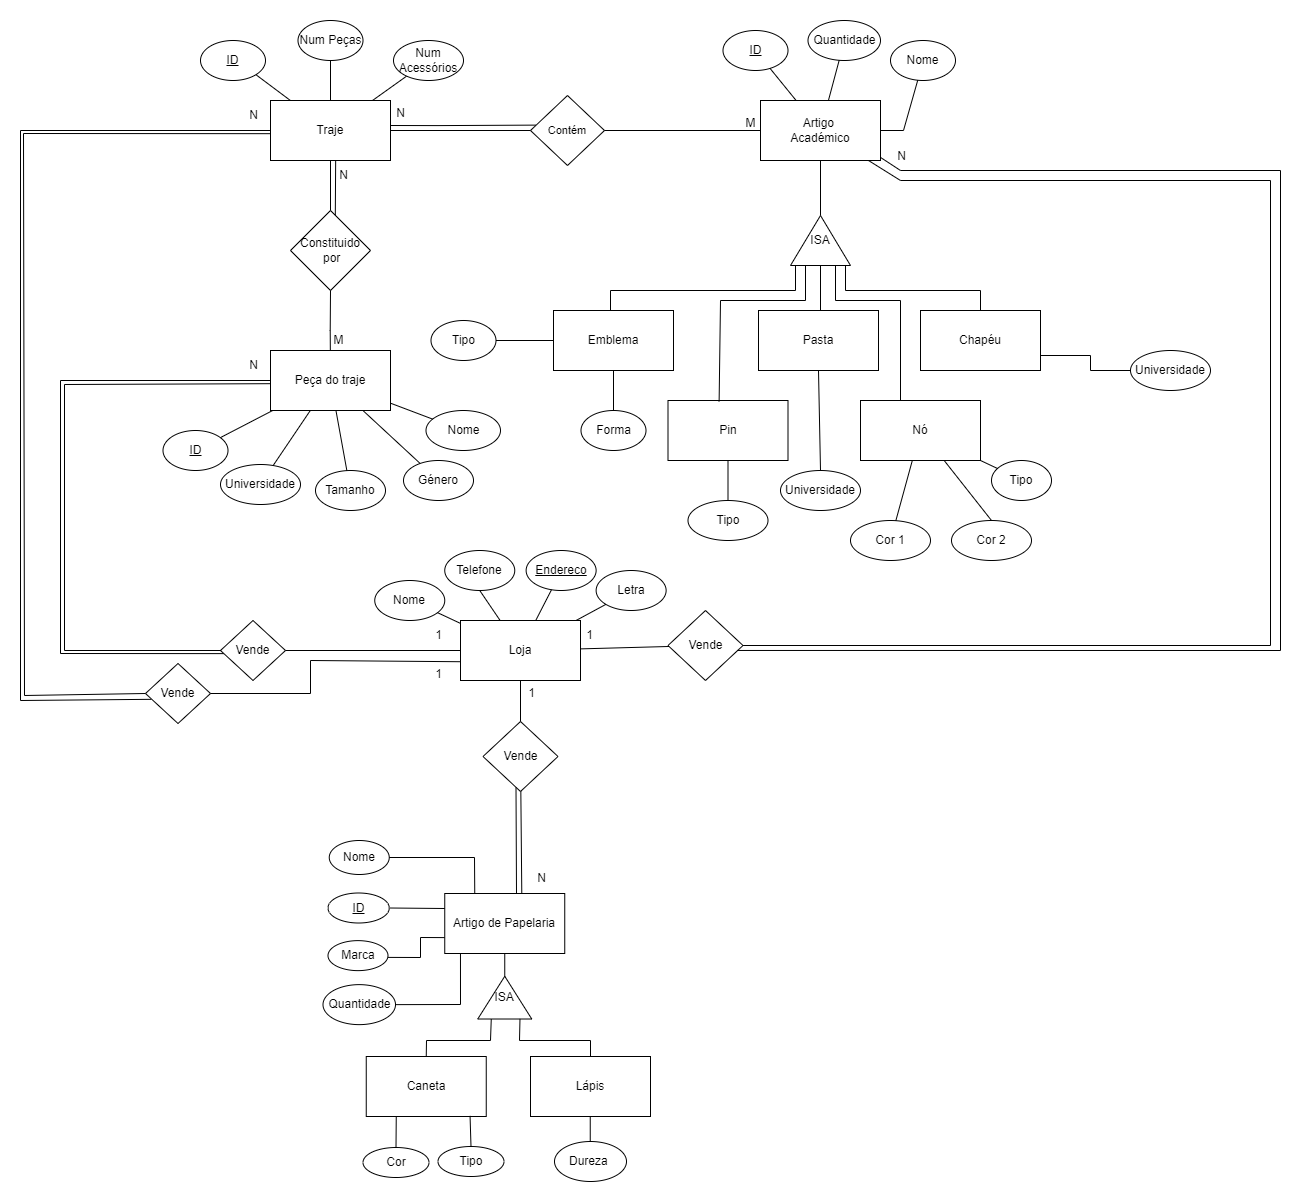 Num Peças
ID
Num
Acessórios
N
Traje
N
N
Contém
M
ID
Quantidade
Nome
Artigo
Académico
N
Constituido
por
M
ISA
Tipo
Emblema
Forma
Pasta
Chapéu
Universidade
Pin
Nó
Universidade
Tipo
Tipo
Cor 1
Cor 2
N
Peça do traje
ID
Universidade
Tamanho
Género
Nome
Nome
Telefone
Endereco
Letra
1
1
Vende
Loja
Vende
1
Vende
1
Vende
N
Nome
ID
Artigo de Papelaria
Marca
Quantidade
ISA
Caneta
Lápis
Cor
Tipo
Dureza